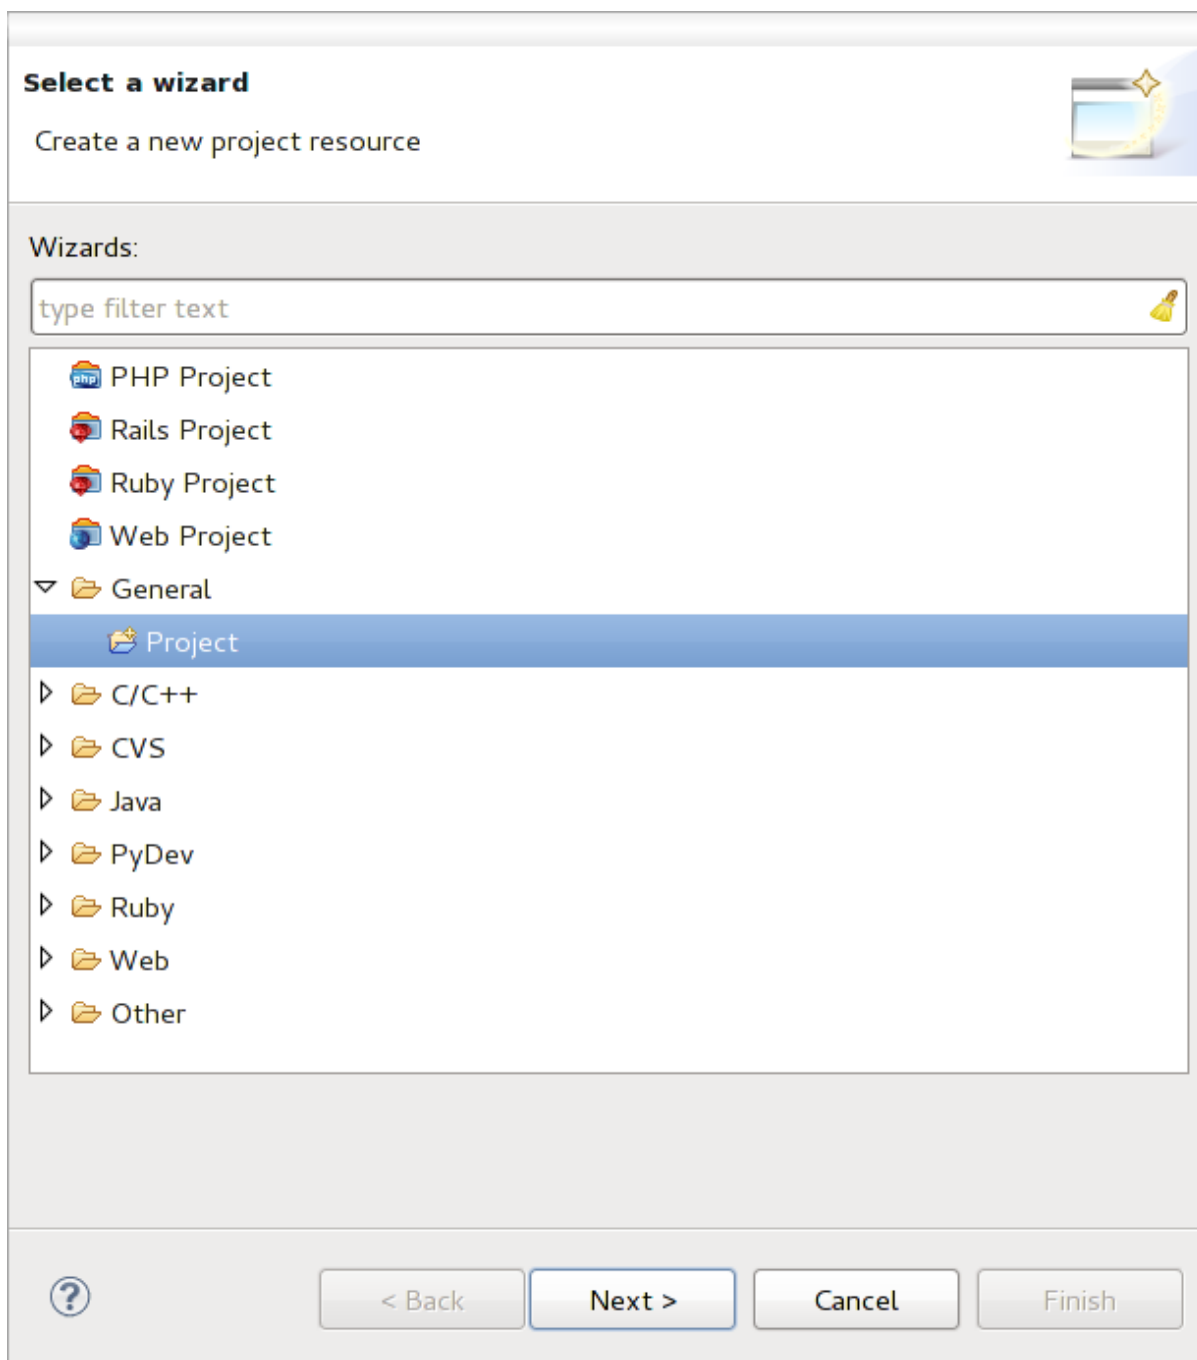 Select a wizard
Create a new project resource
Wizards:
type filter text
php PHP Project
Rails Project
Ruby Project
Web Project
General
Project
C/C++
CVS
Java
PyDev
Ruby
Web
Other
? < Back Next > Cancel Finish